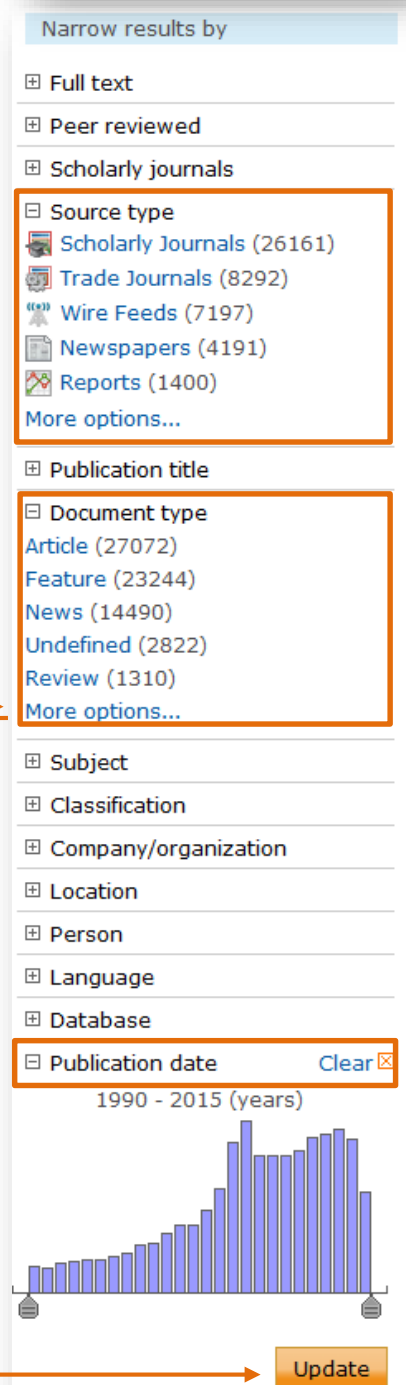 Narrow results by
Full text
Peer reviewed
Scholarly journals
Source type
Scholarly Journals (26161)
Trade Journals (8292)
Wire Feeds (7197)
Newspapers (4191)
Reports (1400)
More options...
Publication title
Document type
Article (27072)
Feature (23244)
News (14490)
Undefined (2822)
Review (1310)
More options...
Subject
Classification
Company/organization
Location
Person
Language
Database
Publication date Clear
1990 - 2015 (years)
Update